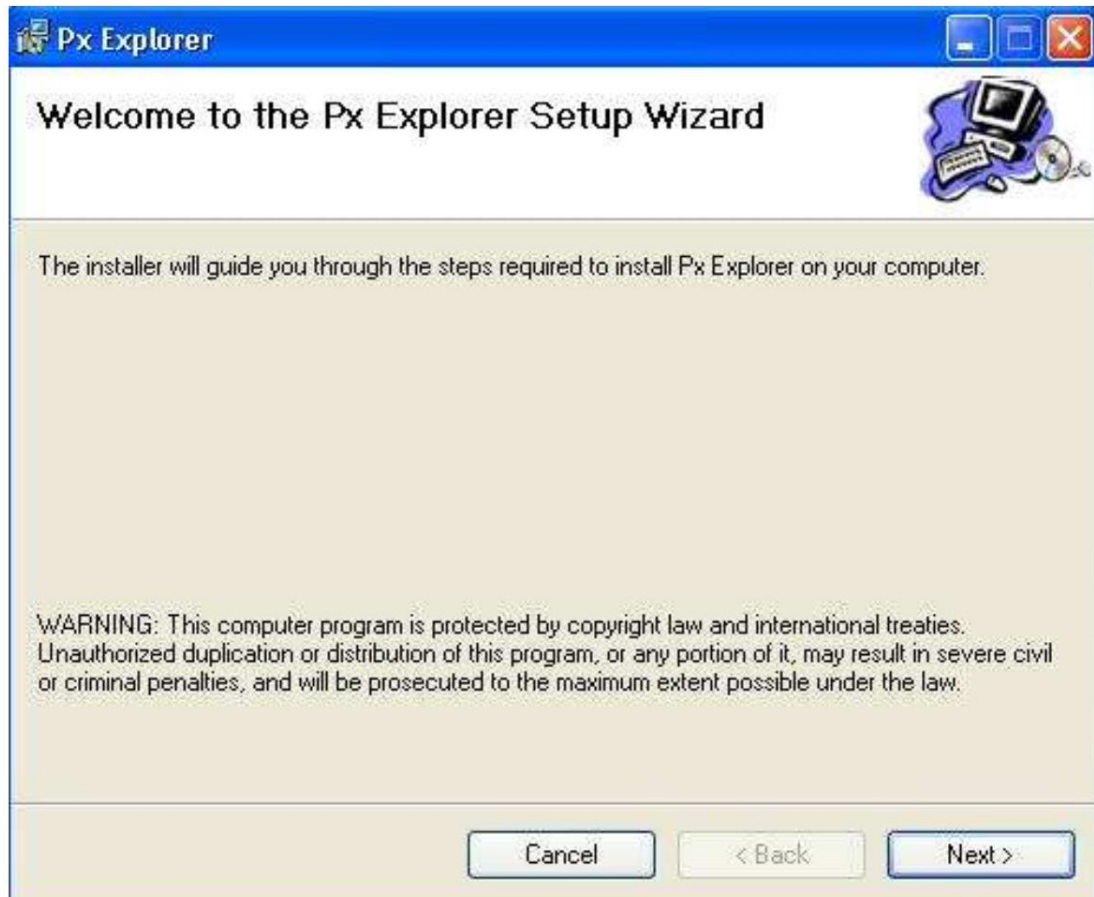 Px Explorer
Welcome to the Px Explorer Setup Wizard
The installer will guide you through the steps required to install Px Explorer on your computer.
WARNING: This computer program is protected by copyright law and international treaties.
Unauthorized duplication or distribution of this program, or any portion of it, may result in severe civil
or criminal penalties, and will be prosecuted to the maximum extent possible under the law.
Cancel < Back Next >